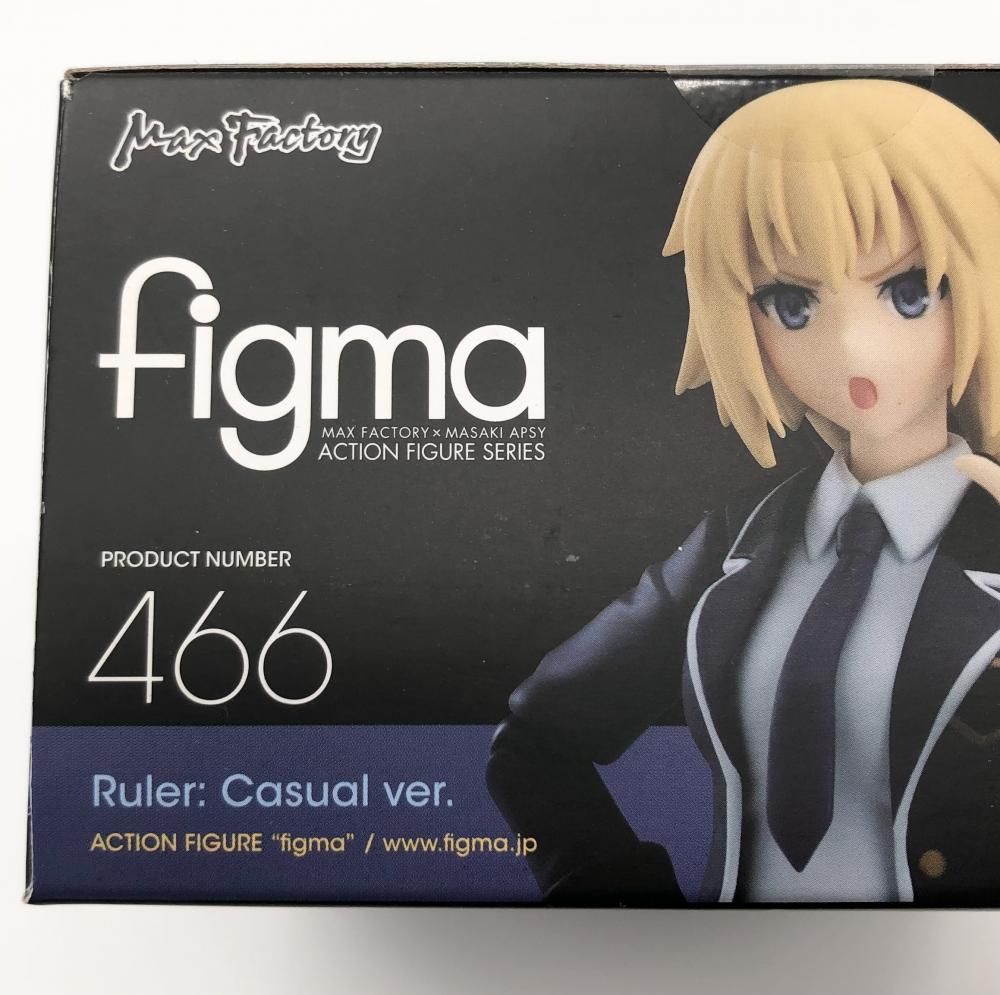 Max Factory
figma
MAX FACTORY × MASAKI APSY
ACTION FIGURE SERIES
PRODUCT NUMBER
466
Ruler: Casual ver.
ACTION FIGURE “figma” / www.figma.jp